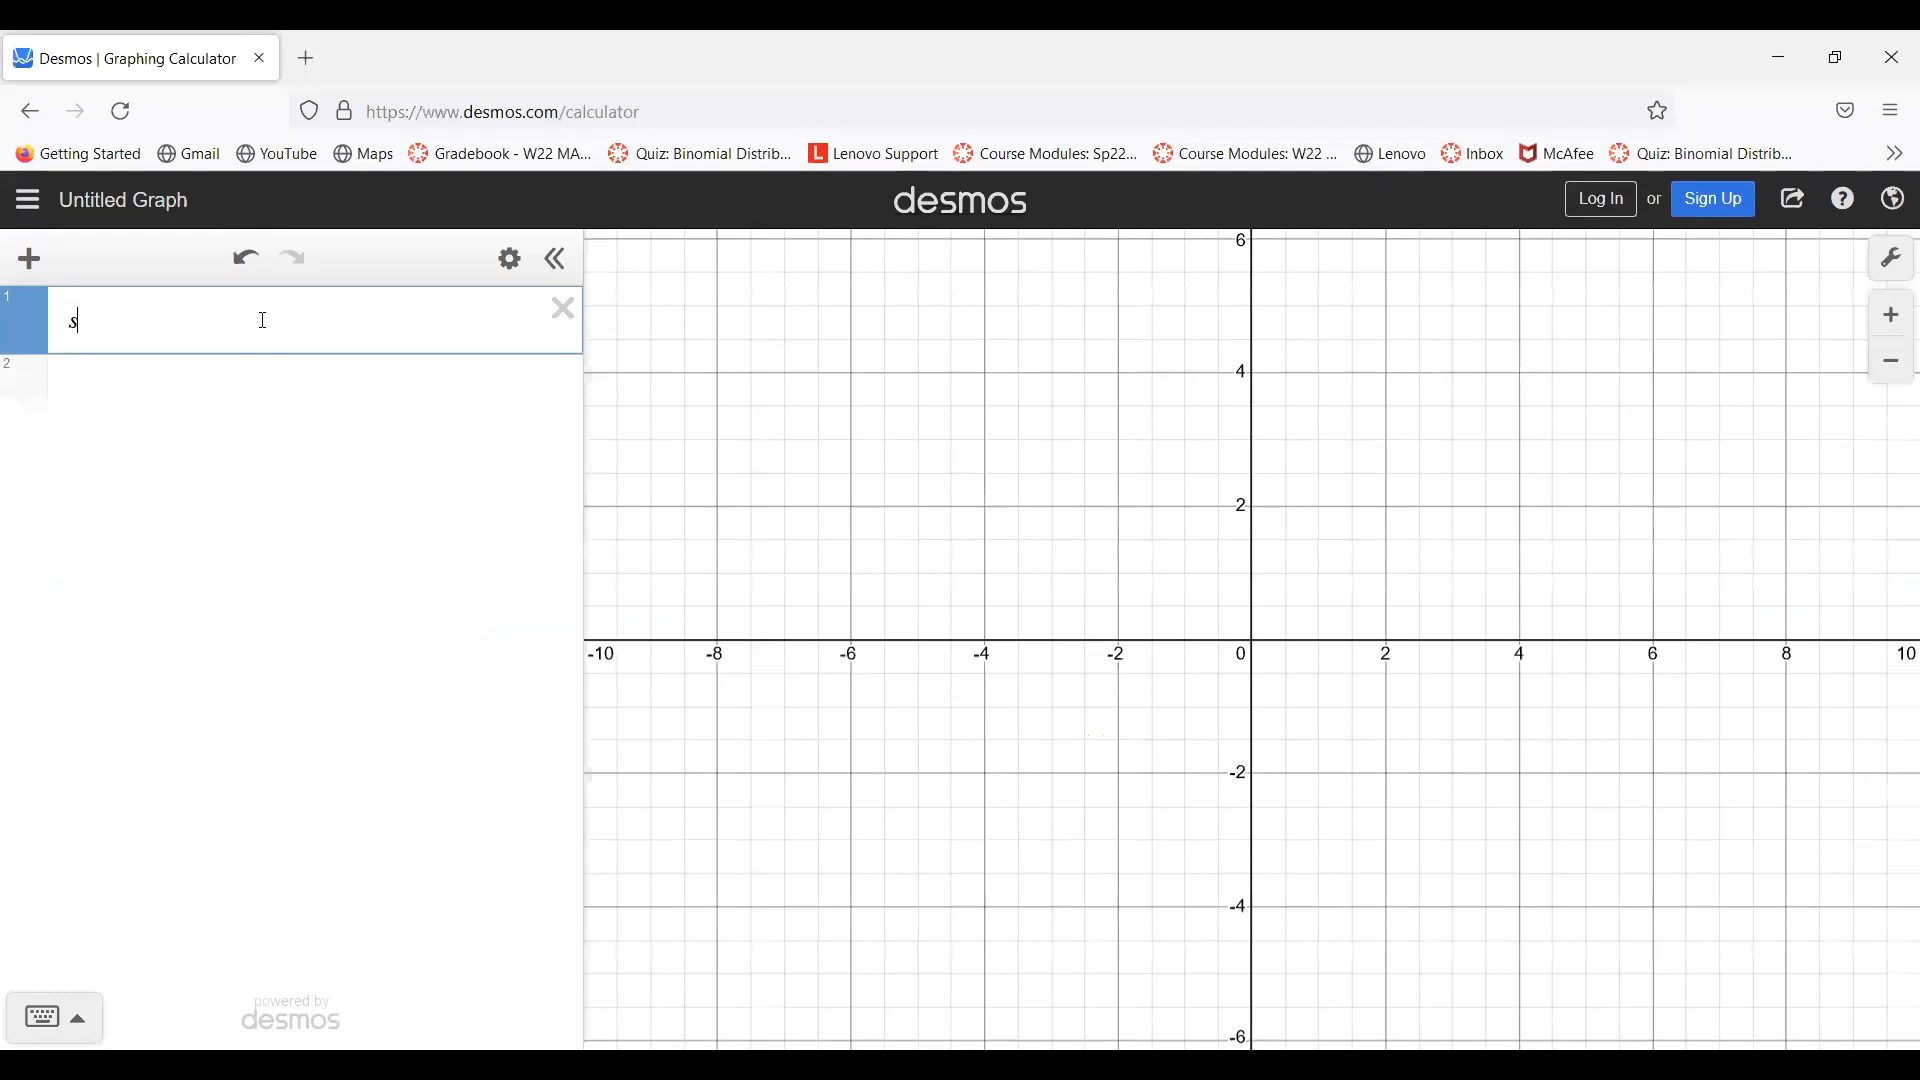 Desmos | Graphing Calculator
https://www.desmos.com/calculator
Getting Started Gmail YouTube Maps Gradebook - W22 MA... Quiz: Binomial Distrib... L Lenovo Support Course Modules: Sp22... Course Modules: W22 ... Lenovo Inbox McAfee Quiz: Binomial Distrib...
Untitled Graph desmos Log In or Sign Up
1
s
2
6
4
2
-10 -8 -6 -4 -2 0 2 4 6 8 10
-2
-4
-6
powered by
desmos